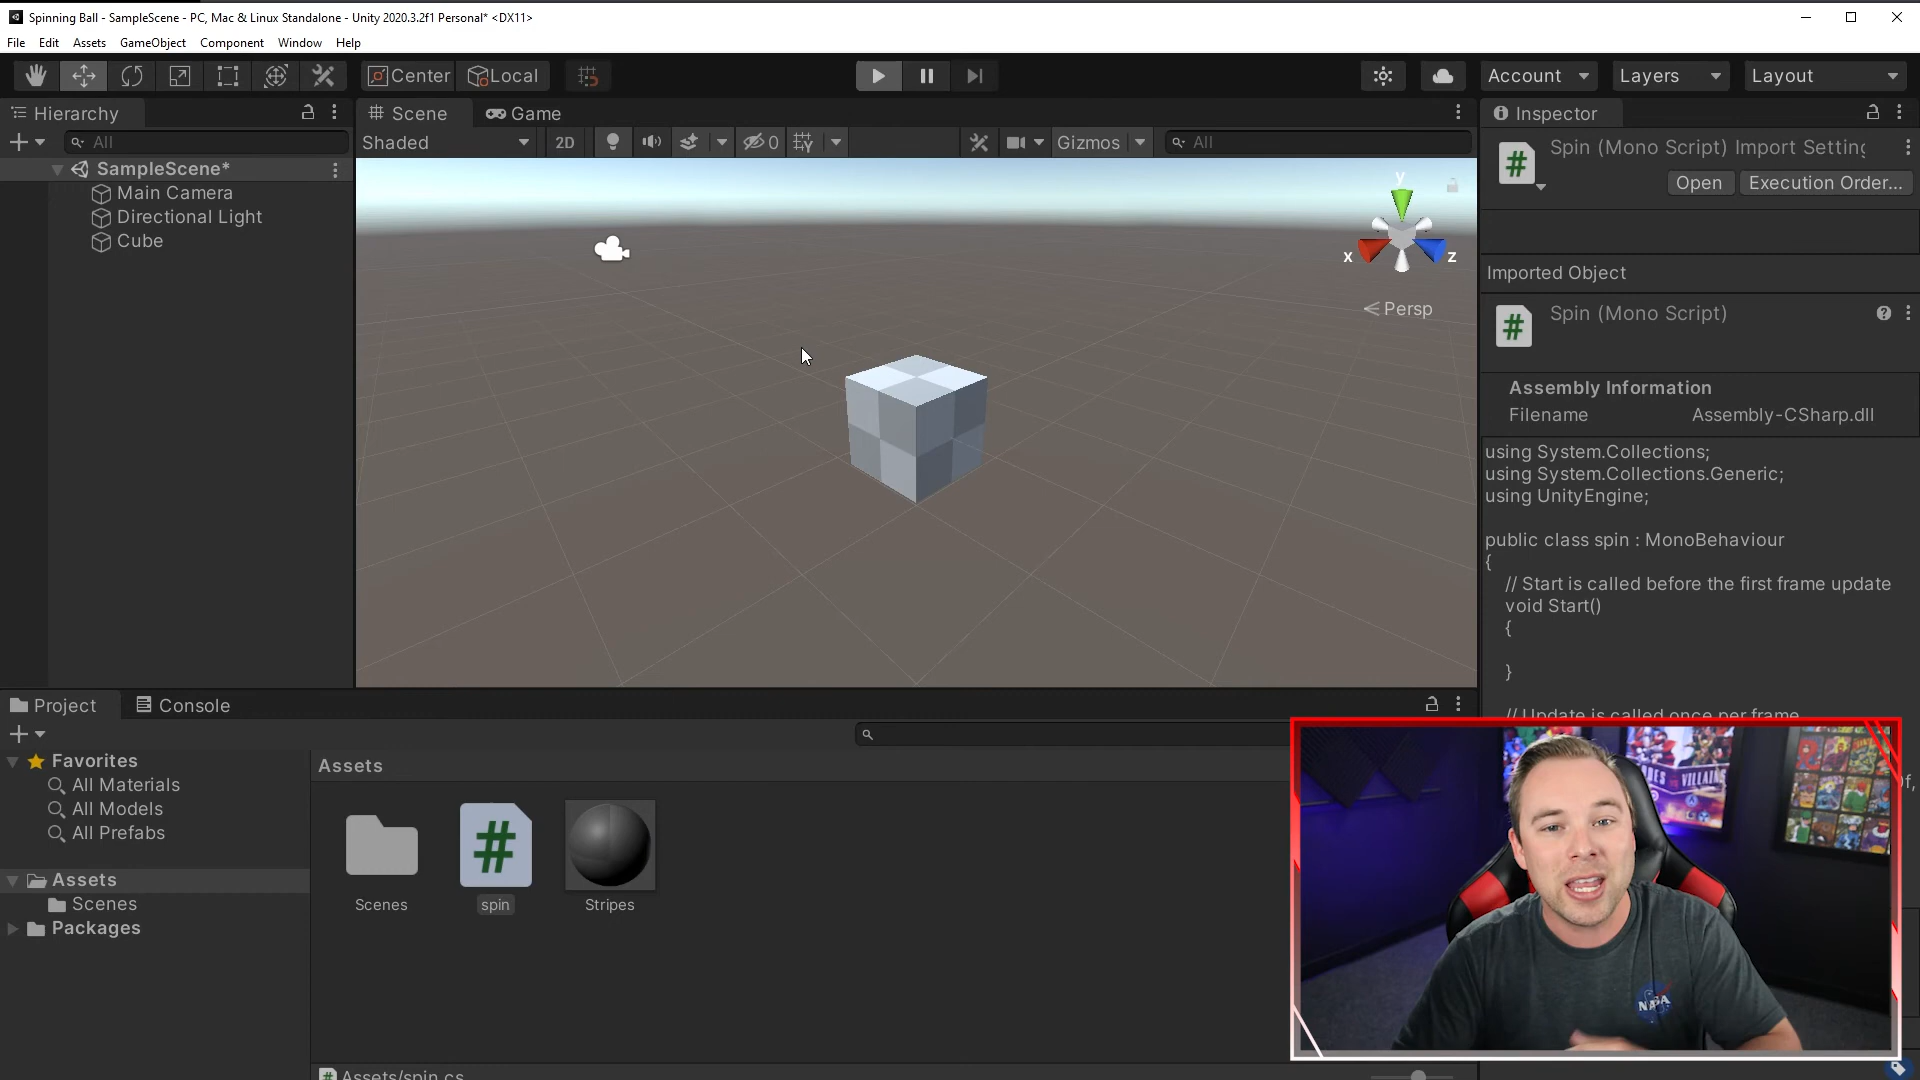 Spinning Ball - SampleScene - PC, Mac & Linux Standalone - Unity 2020.3.2f1 Personal* <DX11>
File Edit Assets GameObject Component Window Help
Center Local Account Layers Layout
Hierarchy
All
SampleScene*
Main Camera
Directional Light
Cube
Scene Game
Shaded 2D 0 Gizmos All
y
x z
Persp
Inspector
Spin (Mono Script) Import Setting
Open Execution Order...
Imported Object
# Spin (Mono Script)
Assembly Information
Filename Assembly-CSharp.dll
using System.Collections;
using System.Collections.Generic;
using UnityEngine;
public class spin : MonoBehaviour
{
// Start is called before the first frame update
void Start()
{
}
// Update is called once per frame
Project Console
Favorites
All Materials
All Models
All Prefabs
Assets
Scenes
Packages
Assets
Scenes
# spin
Stripes
Assets/spin.cs
VILLAINS
NASA